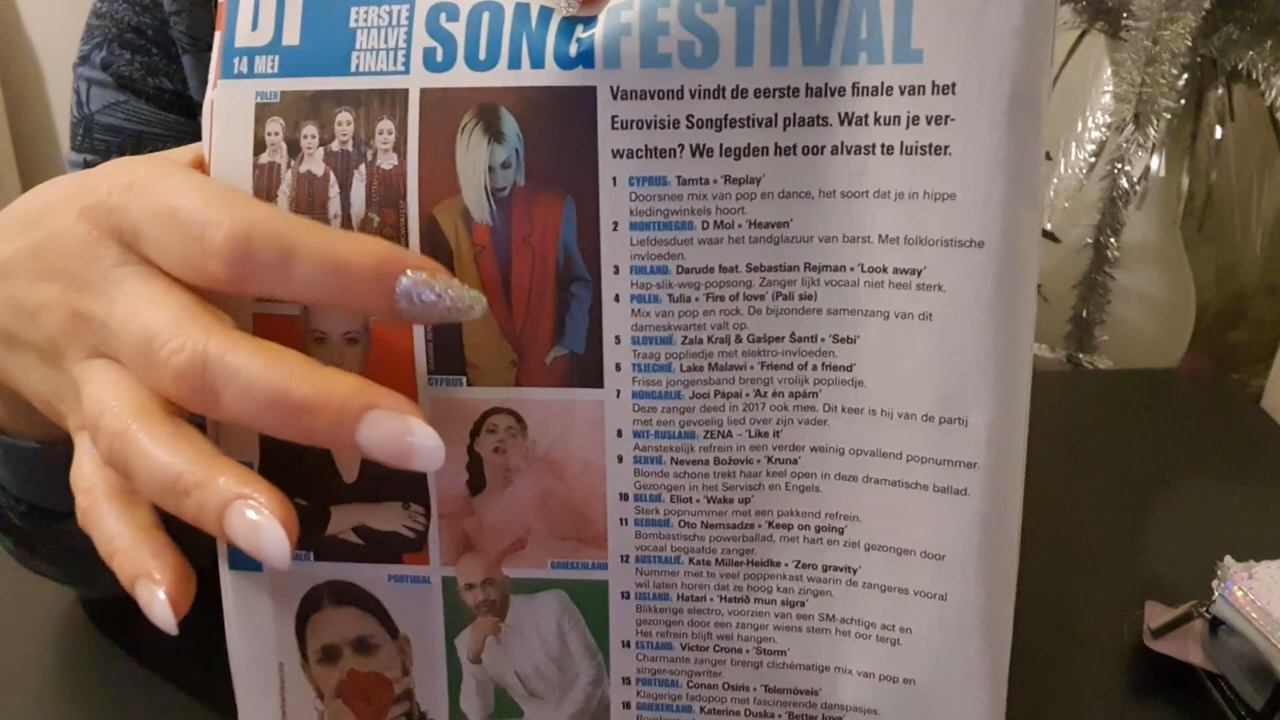 DI
14 MEI
EERSTE
HALVE
FINALE
SONGFESTIVAL
POLEN
CYPRUS
GRIEKENLAND
PORTUGAL
Vanavond vindt de eerste halve finale van het
Eurovisie Songfestival plaats. Wat kun je ver-
wachten? We legden het oor alvast te luister.
1 CYPRUS: Tamta • 'Replay'
Doorsnee mix van pop en dance, het soort dat je in hippe
kledingwinkels hoort.
2 MONTENEGRO: D Mol • 'Heaven'
Liefdesduet waar het tandglazuur van barst. Met folkloristische
invloeden.
3 FINLAND: Darude feat. Sebastian Rejman • 'Look away'
Hap-slik-weg-popsong. Zanger lijkt vocaal niet heel sterk.
4 POLEN: Tulia • 'Fire of love' (Pali sie)
Mix van pop en rock. De bijzondere samenzang van dit
dameskwartet valt op.
5 SLOVENIË: Zala Kralj & Gašper Šantl • 'Sebi'
Traag popliedje met elektro-invloeden.
6 TSJECHIË: Lake Malawi • 'Friend of a friend'
Frisse jongensband brengt vrolijk popliedje.
7 HONGARIJE: Joci Pápai • 'Az én apám'
Deze zanger deed in 2017 ook mee. Dit keer is hij van de partij
met een gevoelig lied over zijn vader.
8 WIT-RUSLAND: ZENA – 'Like it'
Aanstekelijk refrein in een verder weinig opvallend popnummer.
9 SERVIË: Nevena Božovic • 'Kruna'
Blonde schone trekt haar keel open in deze dramatische ballad.
Gezongen in het Servisch en Engels.
10 BELGIË: Eliot • 'Wake up'
Sterk popnummer met een pakkend refrein.
11 GEORGIË: Oto Nemsadze • 'Keep on going'
Bombastische powerballad, met hart en ziel gezongen door
vocaal begaafde zanger.
12 AUSTRALIË: Kate Miller-Heidke • 'Zero gravity'
Nummer met te veel poppenkast waarin de zangeres vooral
wil laten horen dat ze hoog kan zingen.
13 IJSLAND: Hatari • 'Hatrið mun sigra'
Blikkerige electro, voorzien van een SM-achtige act en
gezongen door een zanger wiens stem het oor tergt.
Het refrein blijft wel hangen.
14 ESTLAND: Victor Crone • 'Storm'
Charmante zanger brengt clichématige mix van pop en
singer-songwriter.
15 PORTUGAL: Conan Osiris • 'Telemóveis'
Klagerige fadopop met fascinerende danspasjes.
16 GRIEKENLAND: Katerine Duska • 'Better love'